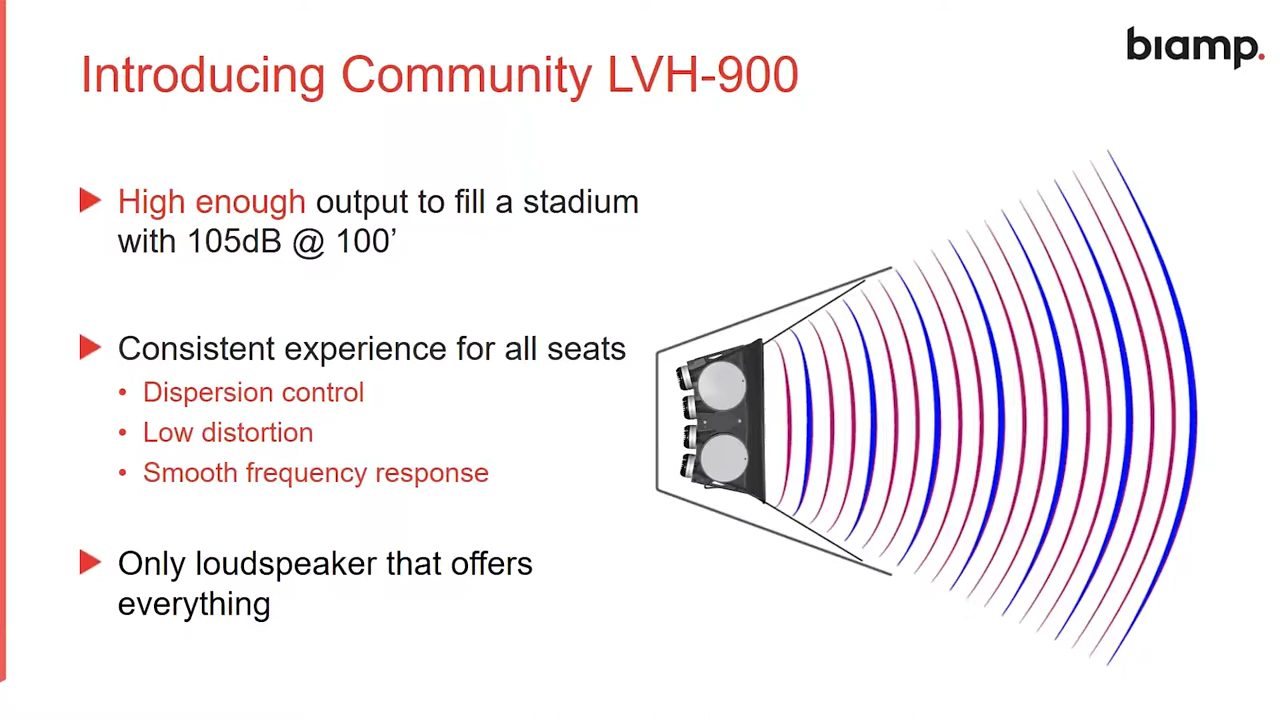 biamp.
Introducing Community LVH-900
High enough output to fill a stadium
with 105dB @ 100’
Consistent experience for all seats
• Dispersion control
• Low distortion
• Smooth frequency response
Only loudspeaker that offers
everything